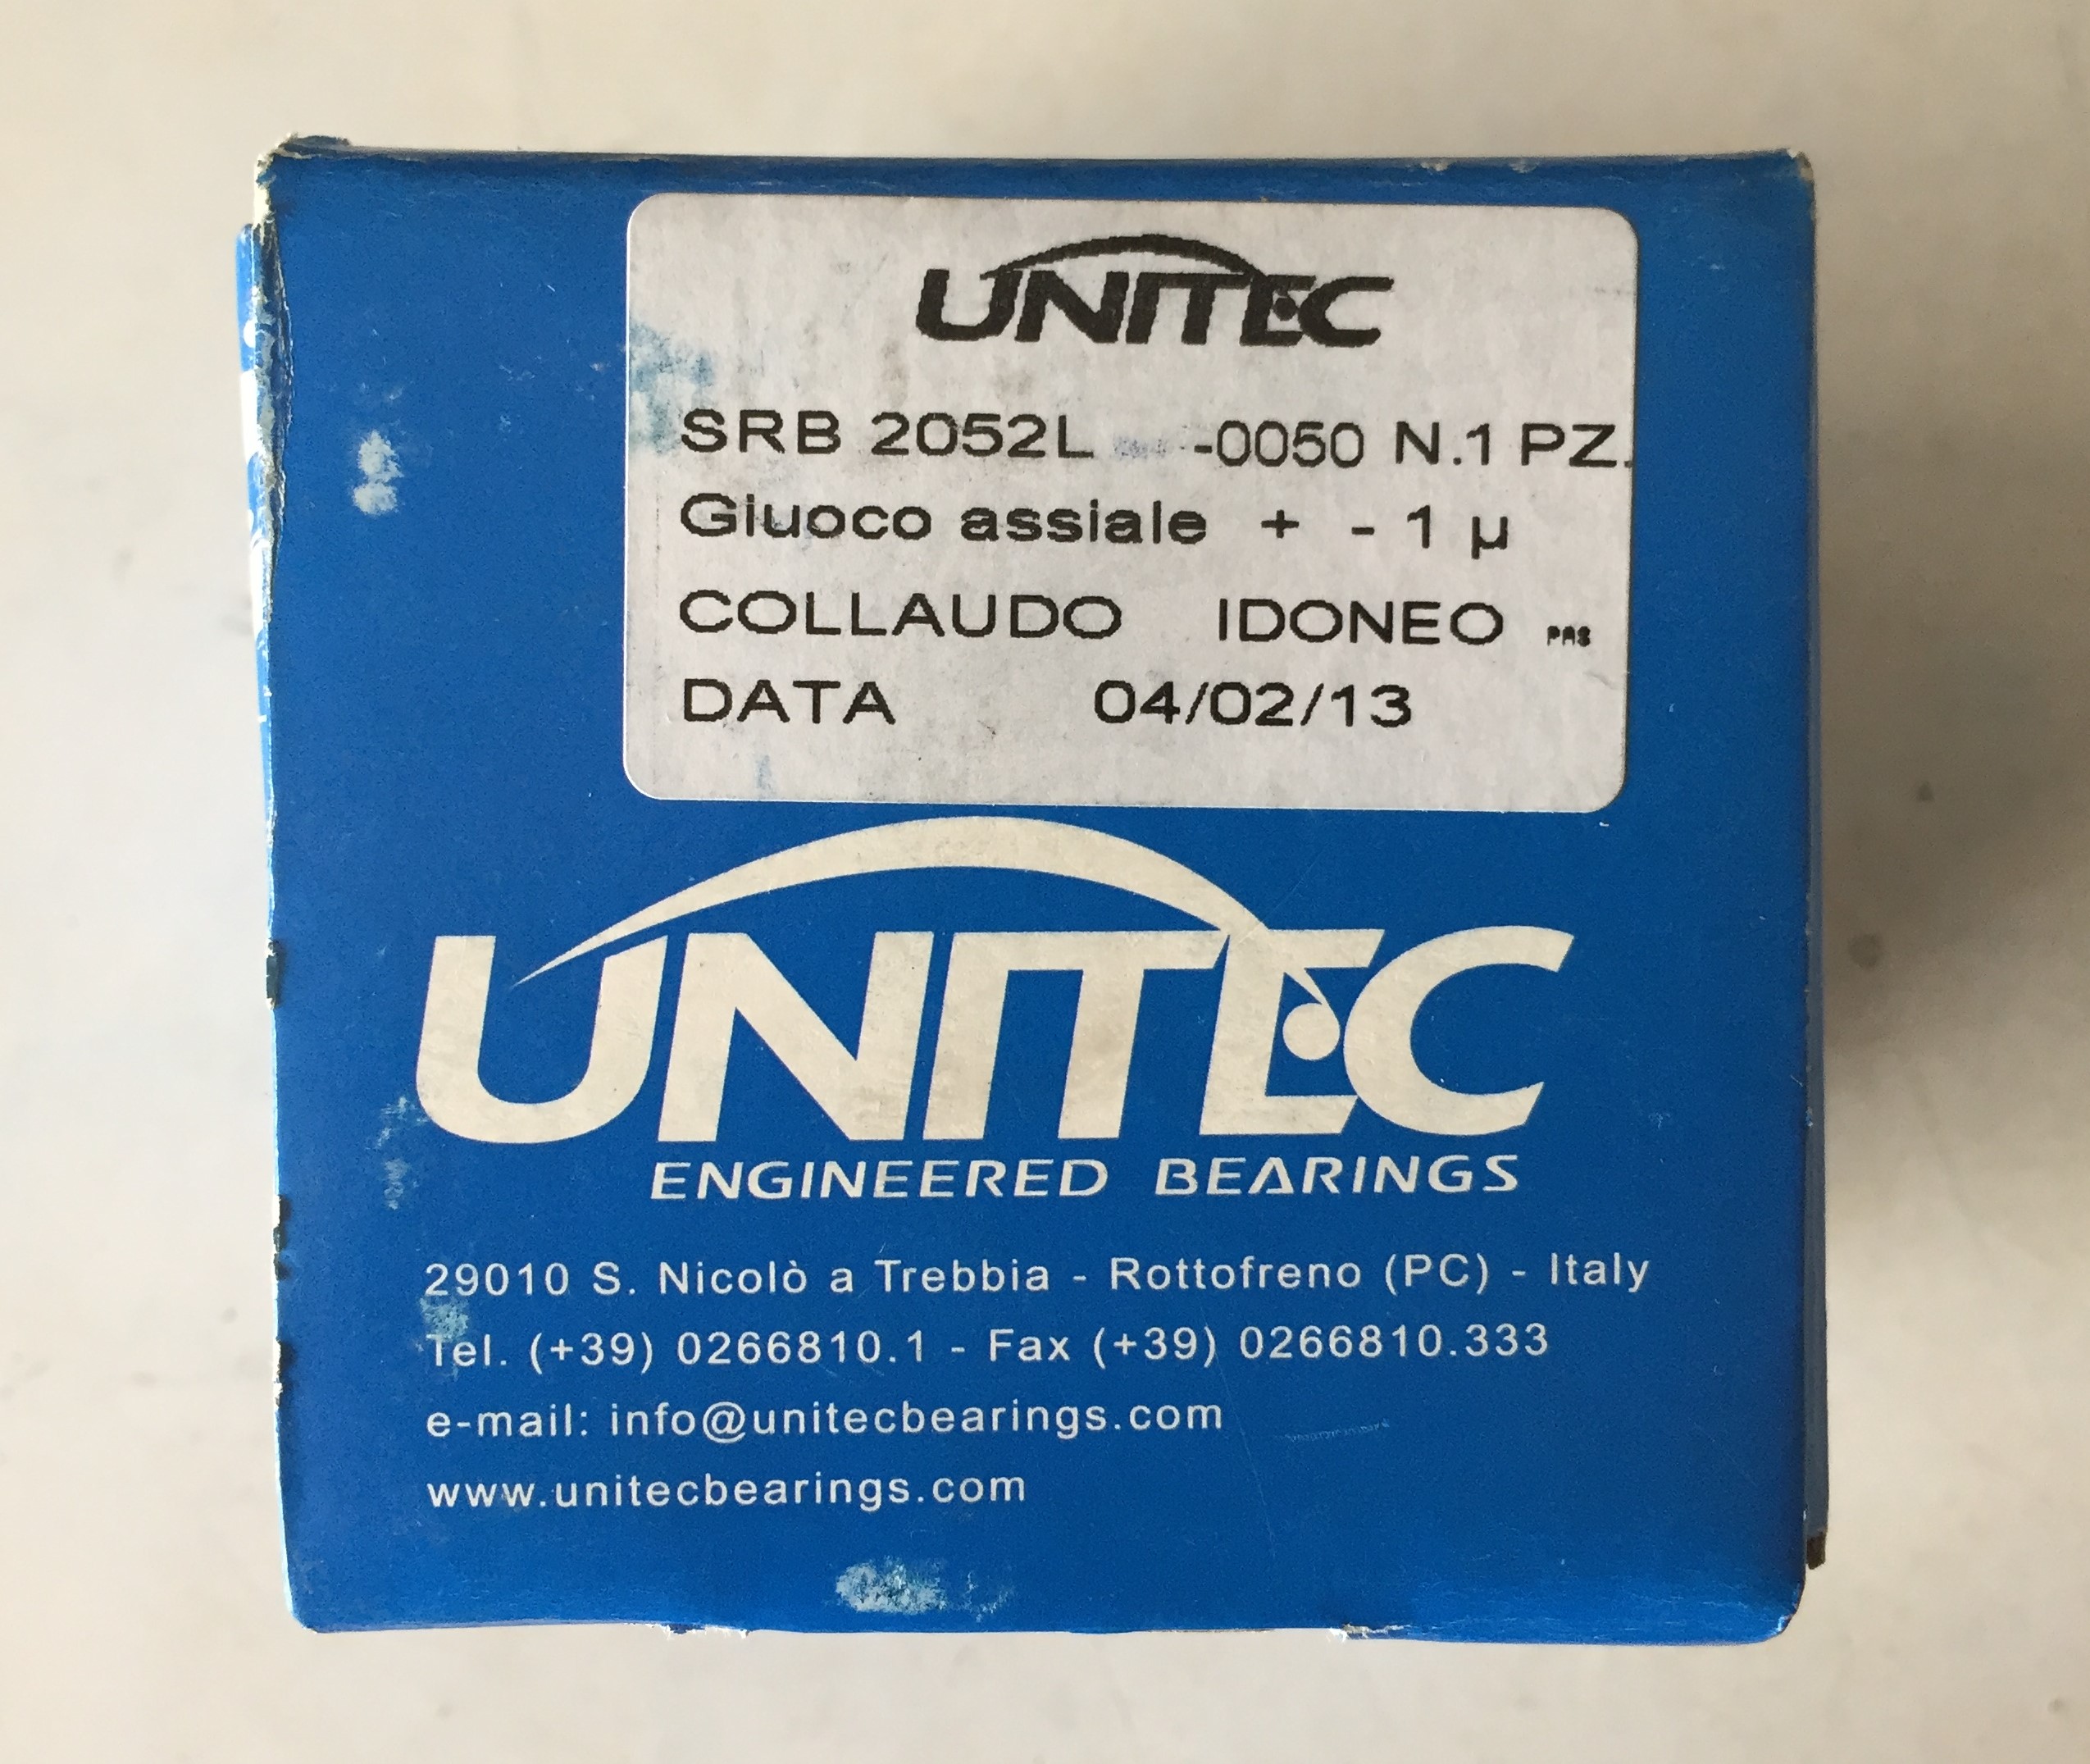 UNITEC
SRB 2052L -0050 N.1 PZ.
Giuoco assiale + - 1 µ
COLLAUDO IDONEO PAS
DATA 04/02/13
UNITEC
ENGINEERED BEARINGS
29010 S. Nicolò a Trebbia - Rottofreno (PC) - Italy
Tel. (+39) 0266810.1 - Fax (+39) 0266810.333
e-mail: info@unitecbearings.com
www.unitecbearings.com